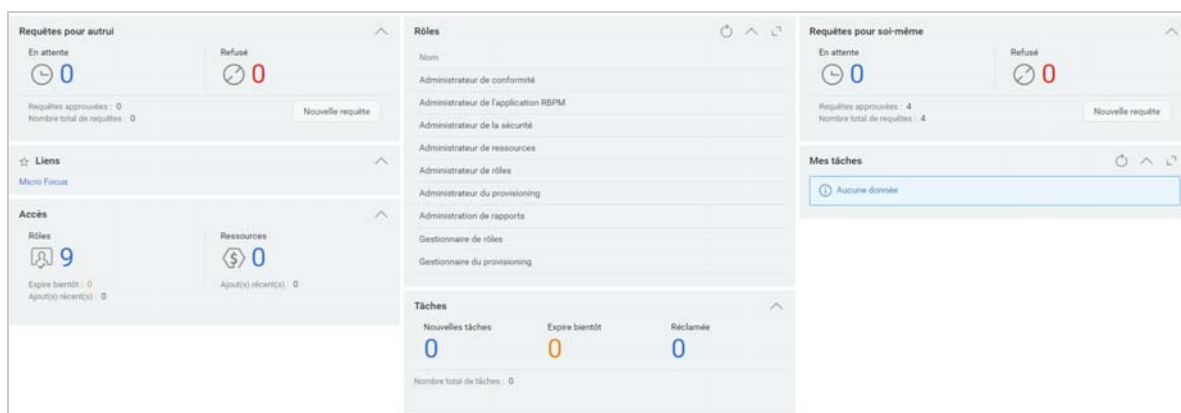 Requêtes pour autrui
En attente
Refusé
0
0
Requêtes approuvées : 0
Nombre total de requêtes : 0
Nouvelle requête
Liens
Micro Focus
Accès
Rôles
Ressources
9
0
Expire bientôt : 0
Ajout(s) récent(s) : 0
Ajout(s) récent(s) : 0
Rôles
Nom
Administrateur de conformité
Administrateur de l'application RBPM
Administrateur de la sécurité
Administrateur de ressources
Administrateur de rôles
Administrateur du provisioning
Administration de rapports
Gestionnaire de rôles
Gestionnaire du provisioning
Tâches
Nouvelles tâches
Expire bientôt
Réclamée
0
0
0
Nombre total de tâches : 0
Requêtes pour soi-même
En attente
Refusé
0
0
Requêtes approuvées : 4
Nombre total de requêtes : 4
Nouvelle requête
Mes tâches
Aucune donnée